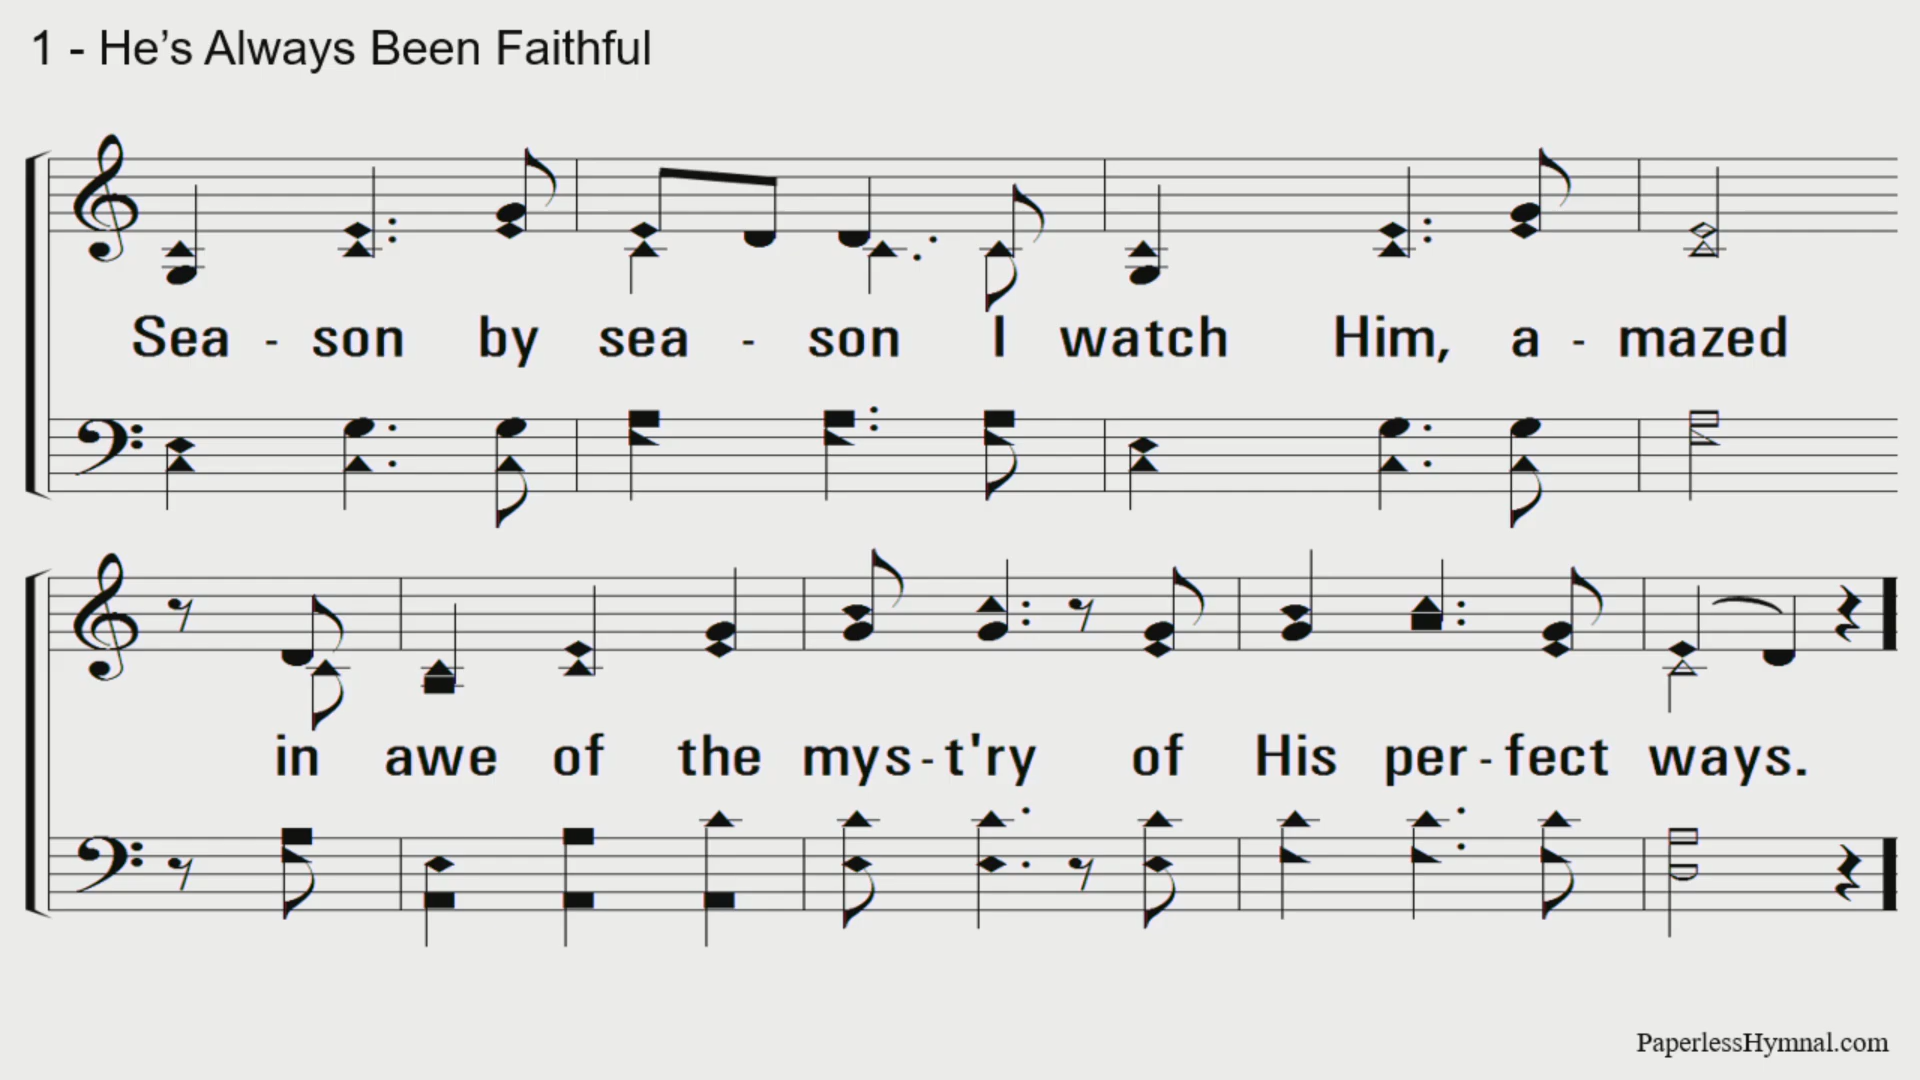 1 - He's Always Been Faithful
Sea - son by sea - son I watch Him, a - mazed
in awe of the mys - t'ry of His per - fect ways.
PaperlessHymnal.com